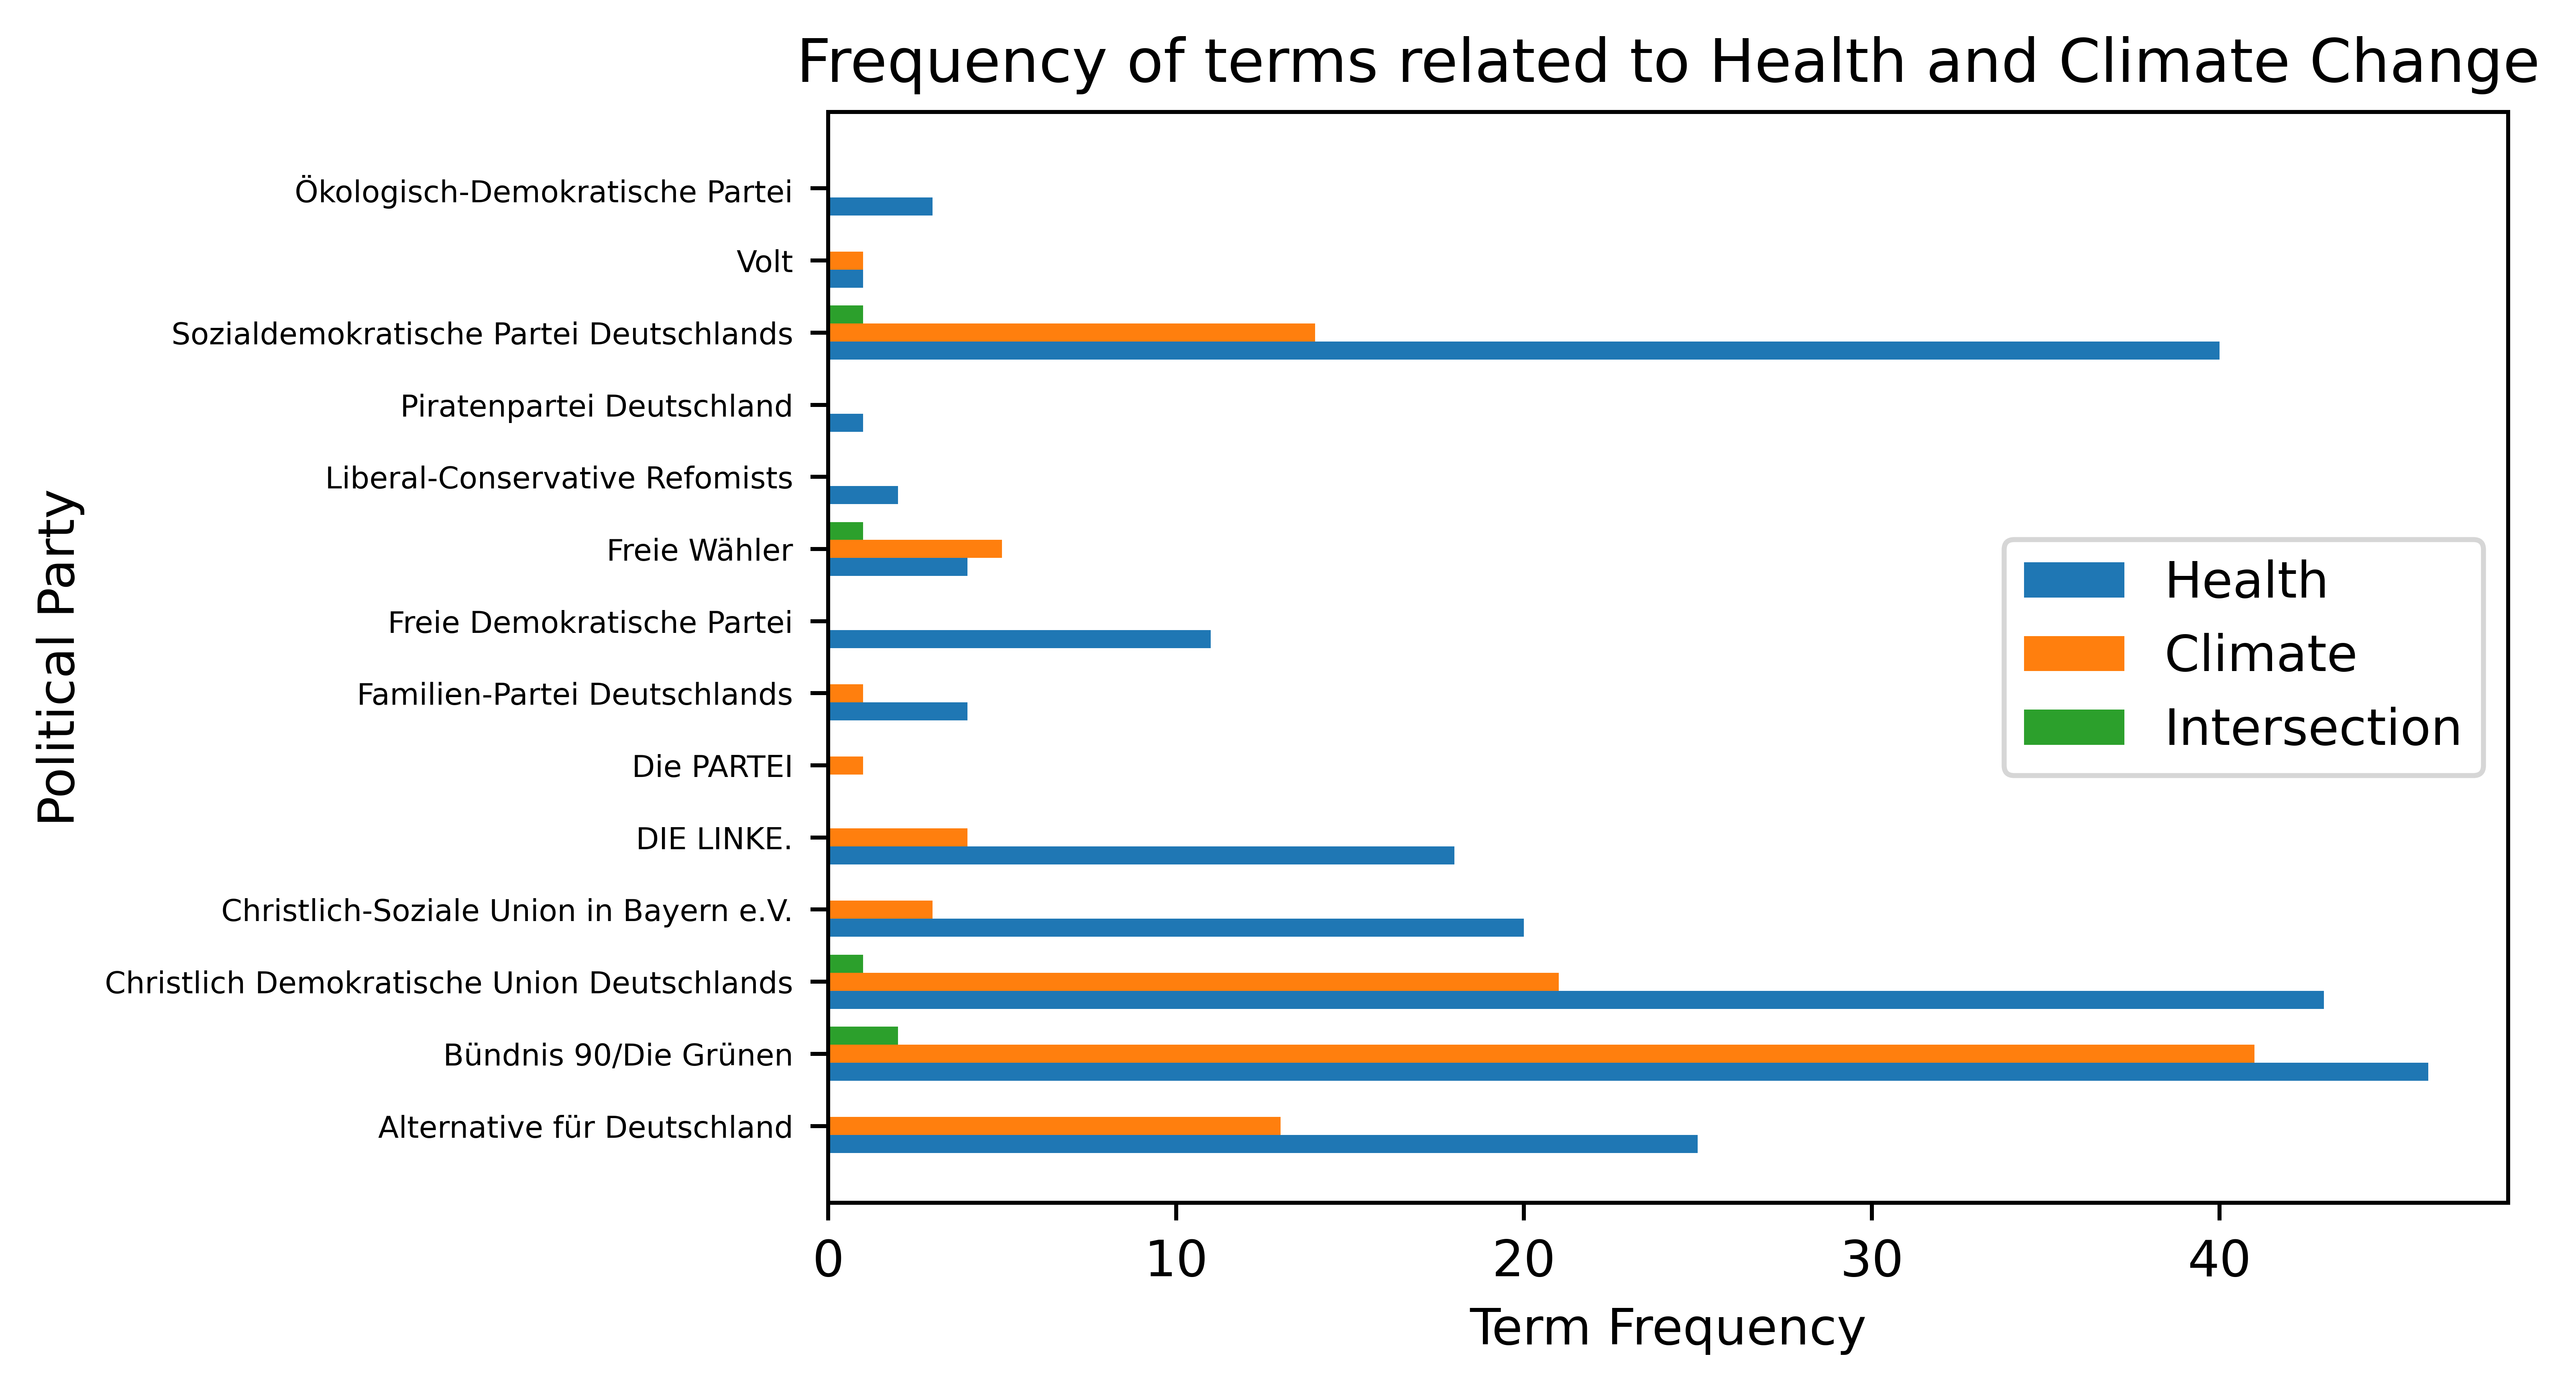 Frequency of terms related to Health and Climate Change
Political Party
Ökologisch-Demokratische Partei
Volt
Sozialdemokratische Partei Deutschlands
Piratenpartei Deutschland
Liberal-Conservative Refomists
Freie Wähler
Freie Demokratische Partei
Familien-Partei Deutschlands
Die PARTEI
DIE LINKE.
Christlich-Soziale Union in Bayern e.V.
Christlich Demokratische Union Deutschlands
Bündnis 90/Die Grünen
Alternative für Deutschland
Health
Climate
Intersection
0 10 20 30 40
Term Frequency